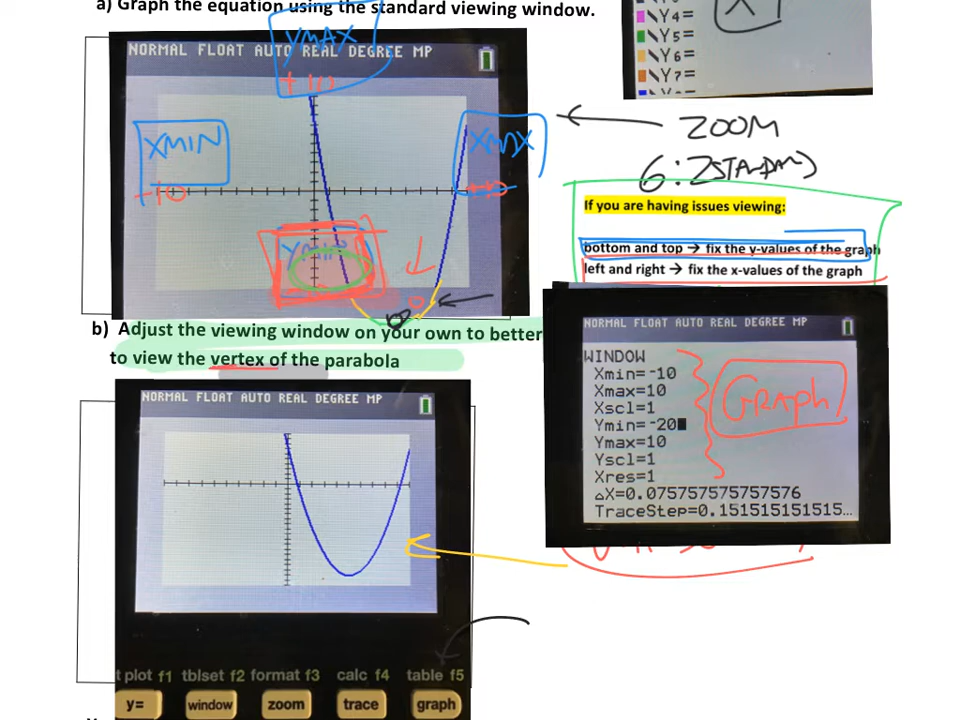 a) Graph the equation using the standard viewing window.
NORMAL FLOAT AUTO REAL DEGREE MP
YMAX
+10
XMIN
-10
XMAX
YMIN
\Y4=
\Y5=
\Y6=
\Y7=
X
ZOOM
6:ZSTANDARD
If you are having issues viewing:
bottom and top → fix the y-values of the graph
left and right → fix the x-values of the graph
b) Adjust the viewing window on your own to better
to view the vertex of the parabola
NORMAL FLOAT AUTO REAL DEGREE MP
WINDOW
Xmin=-10
Xmax=10
Xscl=1
Ymin=-20
Ymax=10
Yscl=1
Xres=1
△X=0.075757575757576
TraceStep=0.151515151515…
GRAPH
NORMAL FLOAT AUTO REAL DEGREE MP
t plot f1 tblset f2 format f3 calc f4 table f5
y= window zoom trace graph